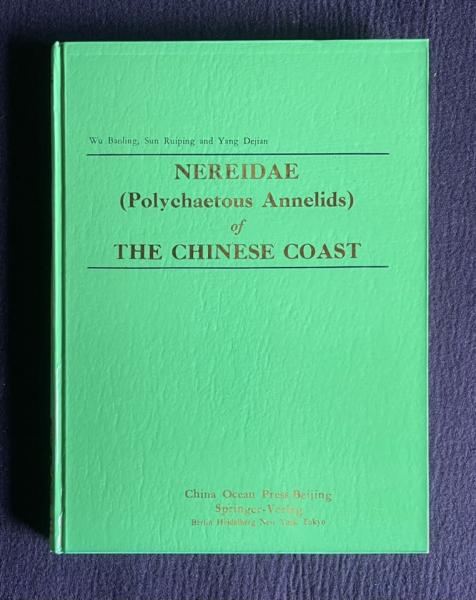 Wu Baoling, Sun Ruiping and Yang Dejian
NEREIDAE
(Polychaetous Annelids)
of
THE CHINESE COAST
China Ocean Press Beijing
Springer-Verlag
Berlin Heidelberg New York Tokyo